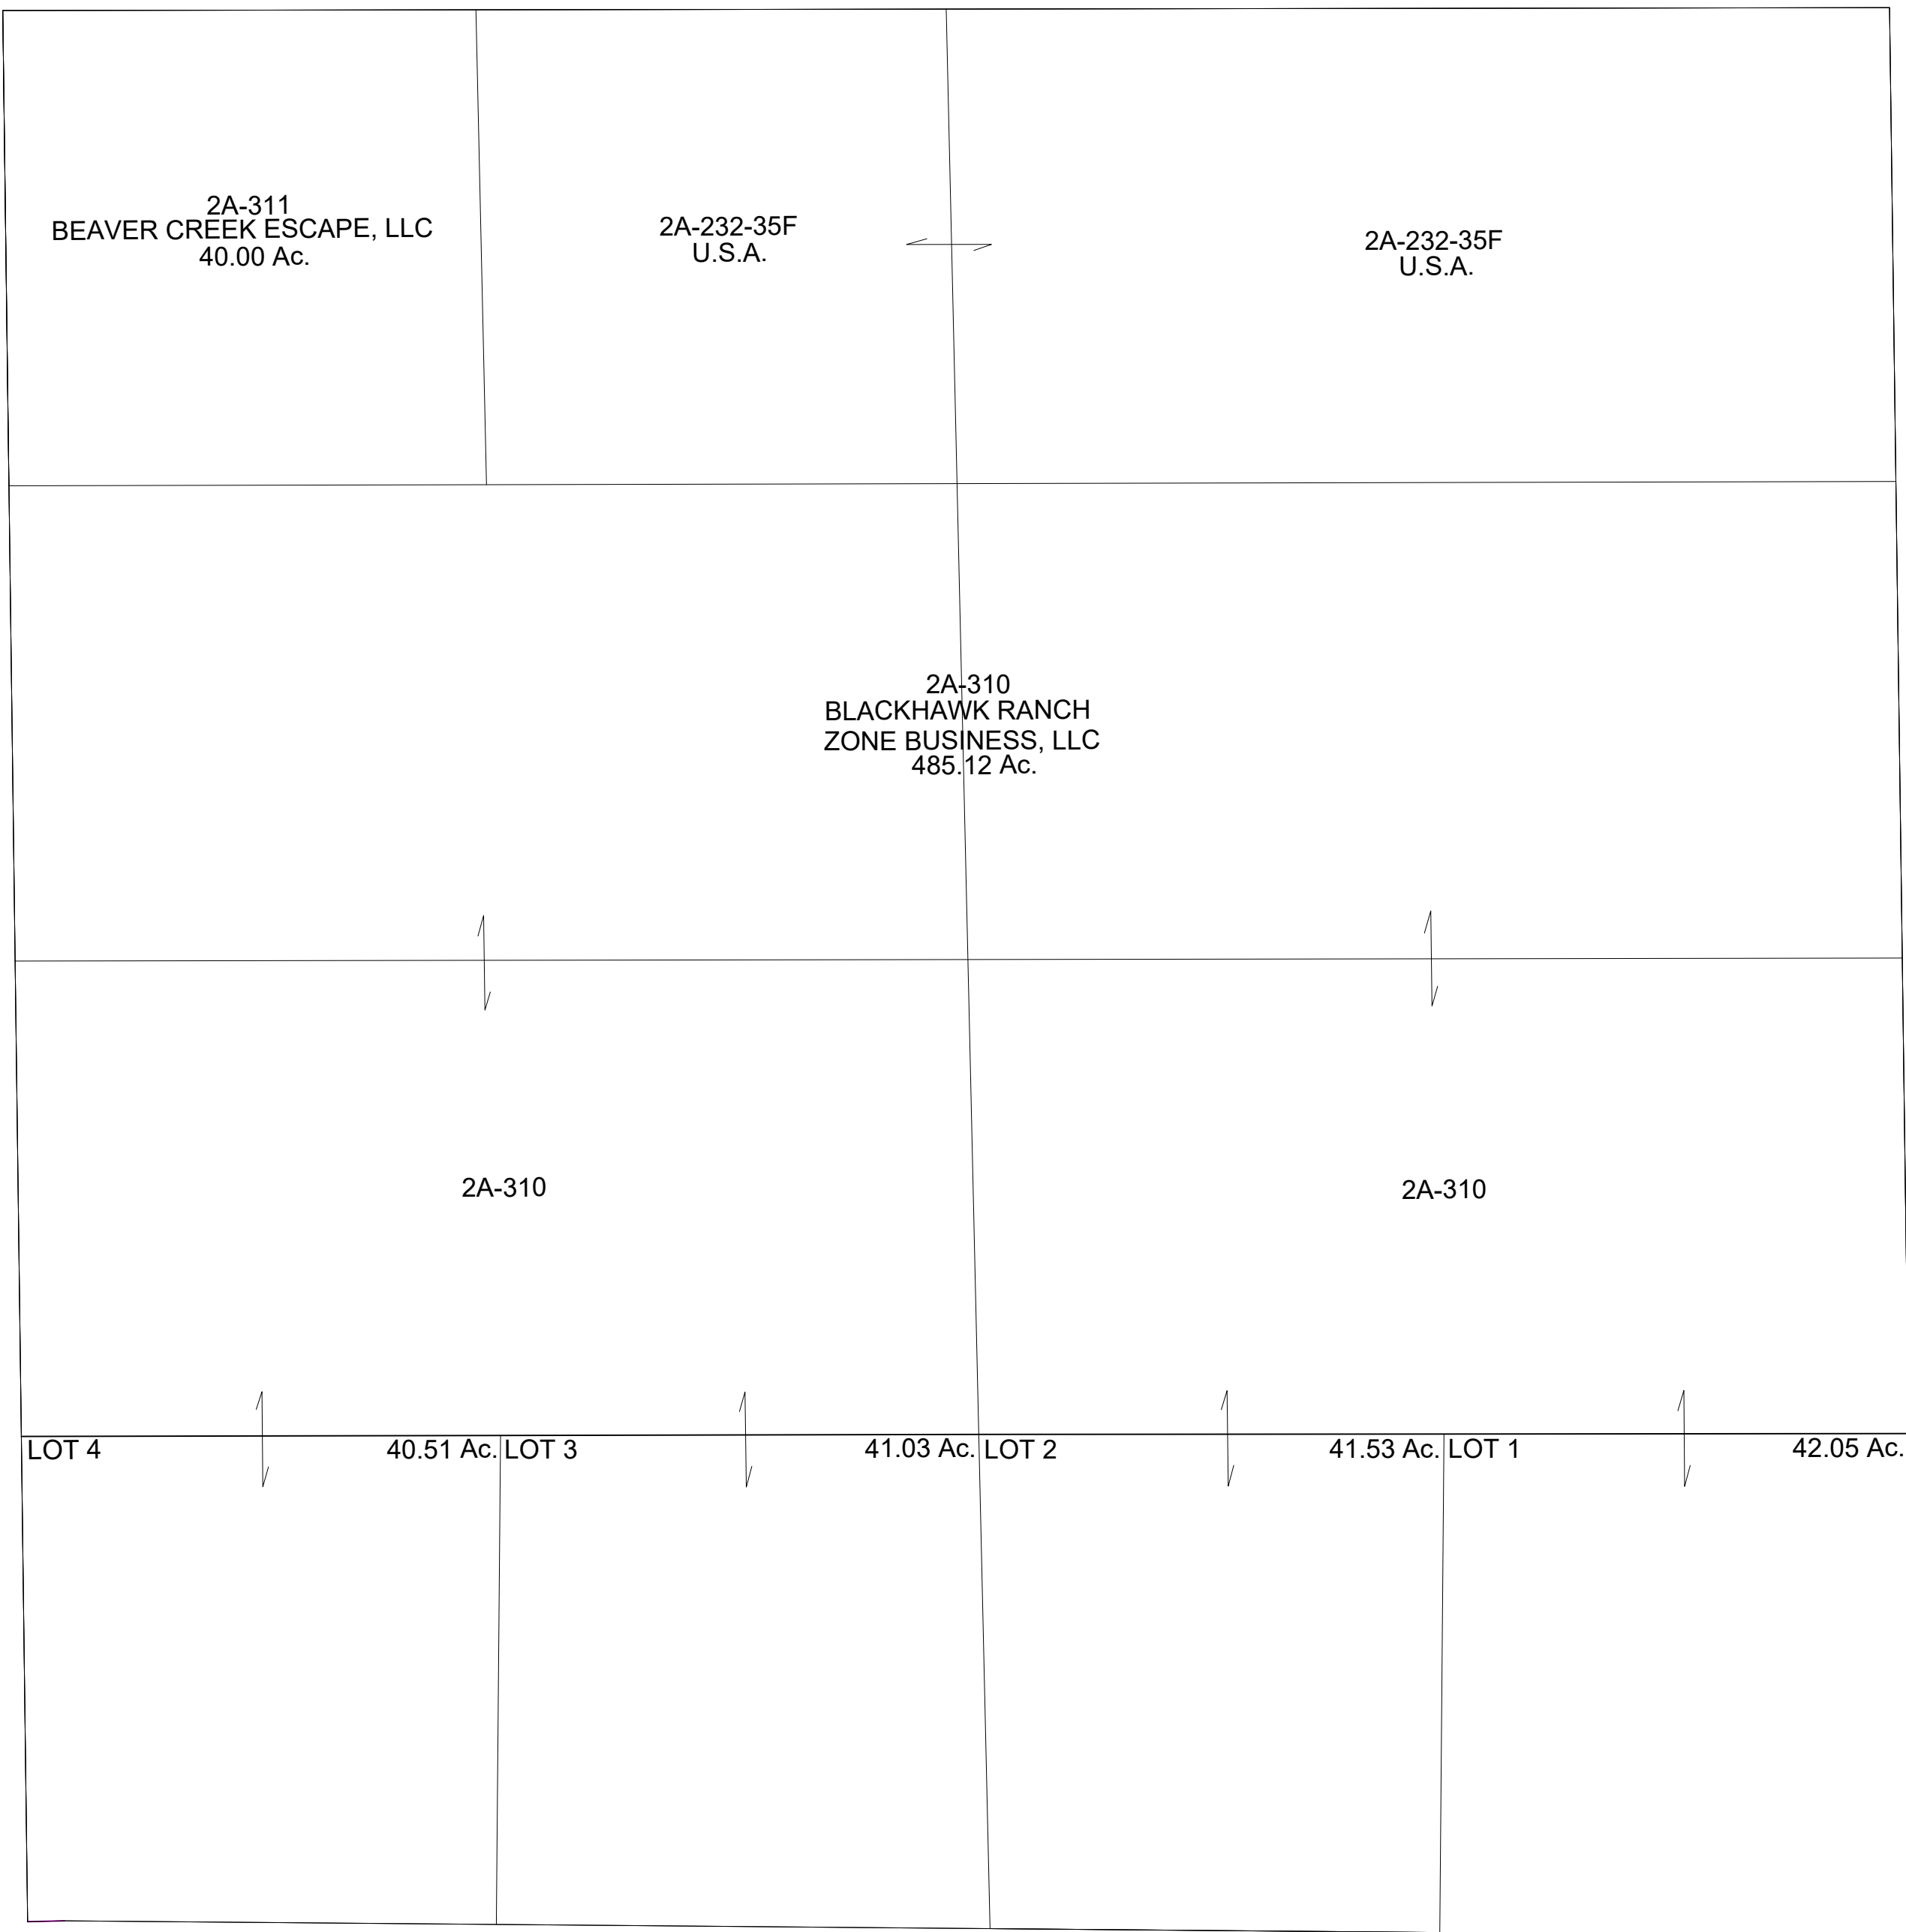 2A-311
BEAVER CREEK ESCAPE, LLC
40.00 Ac.
2A-232-35F
U.S.A.
2A-232-35F
U.S.A.
2A-310
BLACKHAWK RANCH
ZONE BUSINESS, LLC
485.12 Ac.
2A-310
2A-310
LOT 4
40.51 Ac.
LOT 3
41.03 Ac.
LOT 2
41.53 Ac.
LOT 1
42.05 Ac.